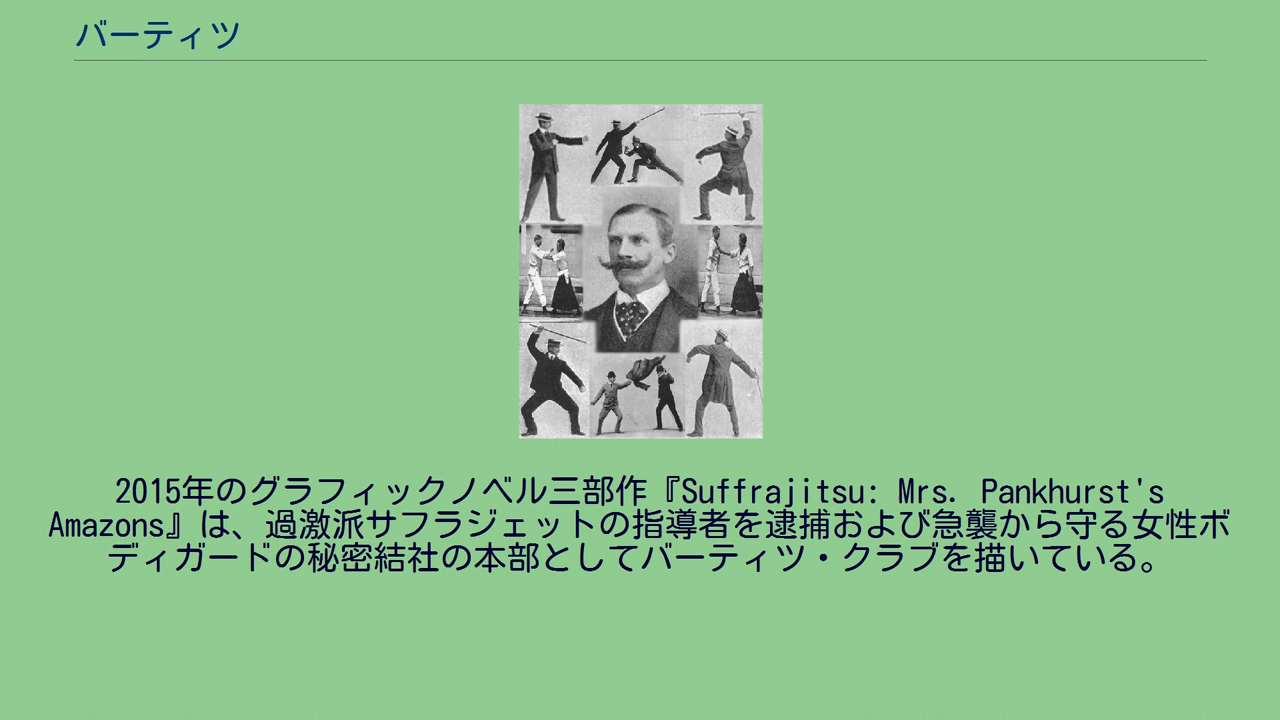 バーティツ
2015年のグラフィックノベル三部作『Suffrajitsu: Mrs. Pankhurst's
Amazons』は、過激派サフラジェットの指導者を逮捕および急襲から守る女性ボ
ディガードの秘密結社の本部としてバーティツ・クラブを描いている。